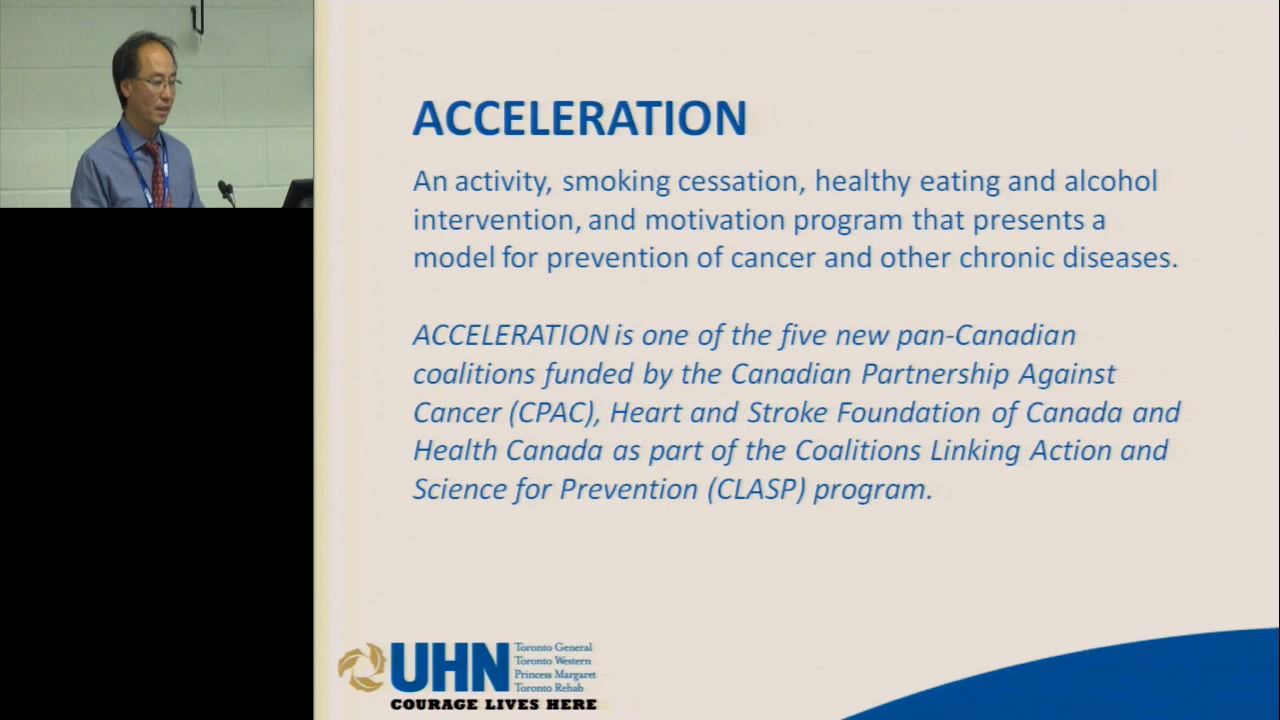 ACCELERATION
An activity, smoking cessation, healthy eating and alcohol
intervention, and motivation program that presents a
model for prevention of cancer and other chronic diseases.
ACCELERATION is one of the five new pan-Canadian
coalitions funded by the Canadian Partnership Against
Cancer (CPAC), Heart and Stroke Foundation of Canada and
Health Canada as part of the Coalitions Linking Action and
Science for Prevention (CLASP) program.
UHN
Toronto General
Toronto Western
Princess Margaret
Toronto Rehab
COURAGE LIVES HERE